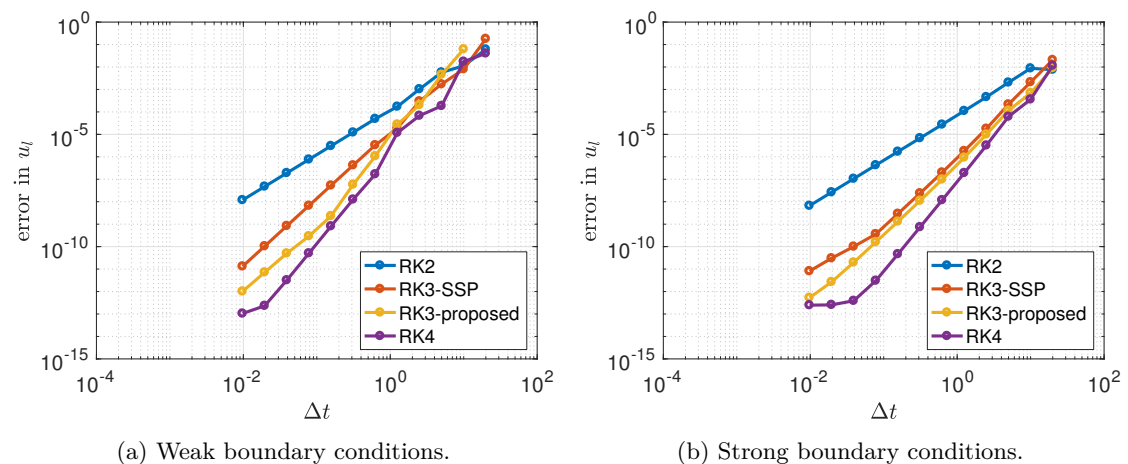 10^0
10^-5
10^-10
10^-15
error in u_l
10^-4
10^-2
10^0
10^2
Δt
RK2
RK3-SSP
RK3-proposed
RK4
(a) Weak boundary conditions.
10^0
10^-5
10^-10
10^-15
error in u_l
10^-4
10^-2
10^0
10^2
Δt
RK2
RK3-SSP
RK3-proposed
RK4
(b) Strong boundary conditions.